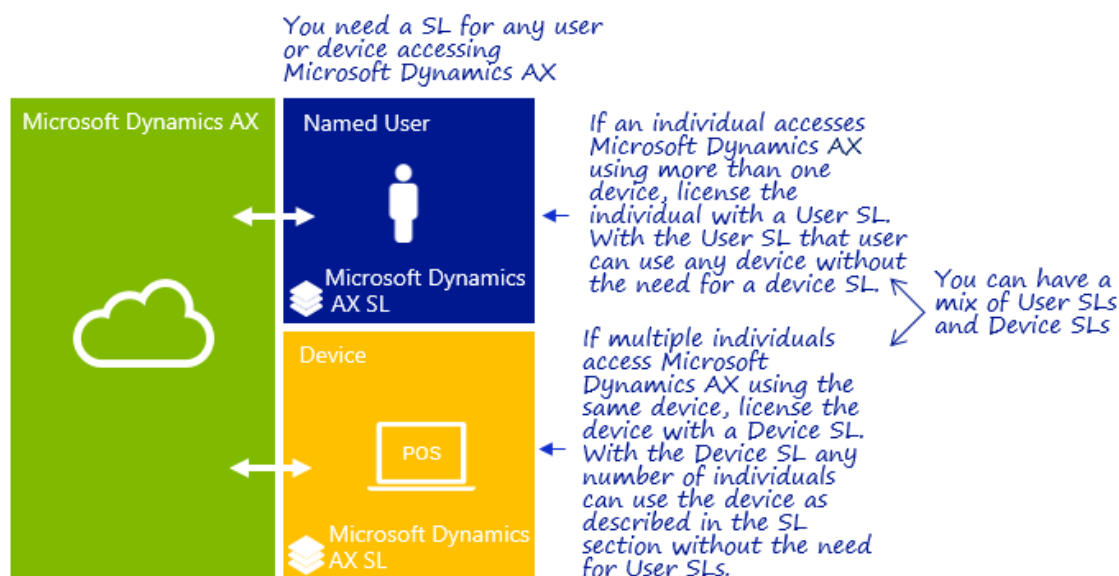 You need a SL for any user
or device accessing
Microsoft Dynamics AX
Microsoft Dynamics AX
Named User
Microsoft Dynamics
AX SL
If an individual accesses
Microsoft Dynamics AX
using more than one
device, license the
individual with a User SL.
With the User SL that user
can use any device without
the need for a device SL.
You can have a
mix of User SLs
and Device SLs
Device
POS
Microsoft Dynamics
AX SL
If multiple individuals
access Microsoft
Dynamics AX using the
same device, license the
device with a Device SL.
With the Device SL any
number of individuals
can use the device as
described in the SL
section without the need
for User SLs.